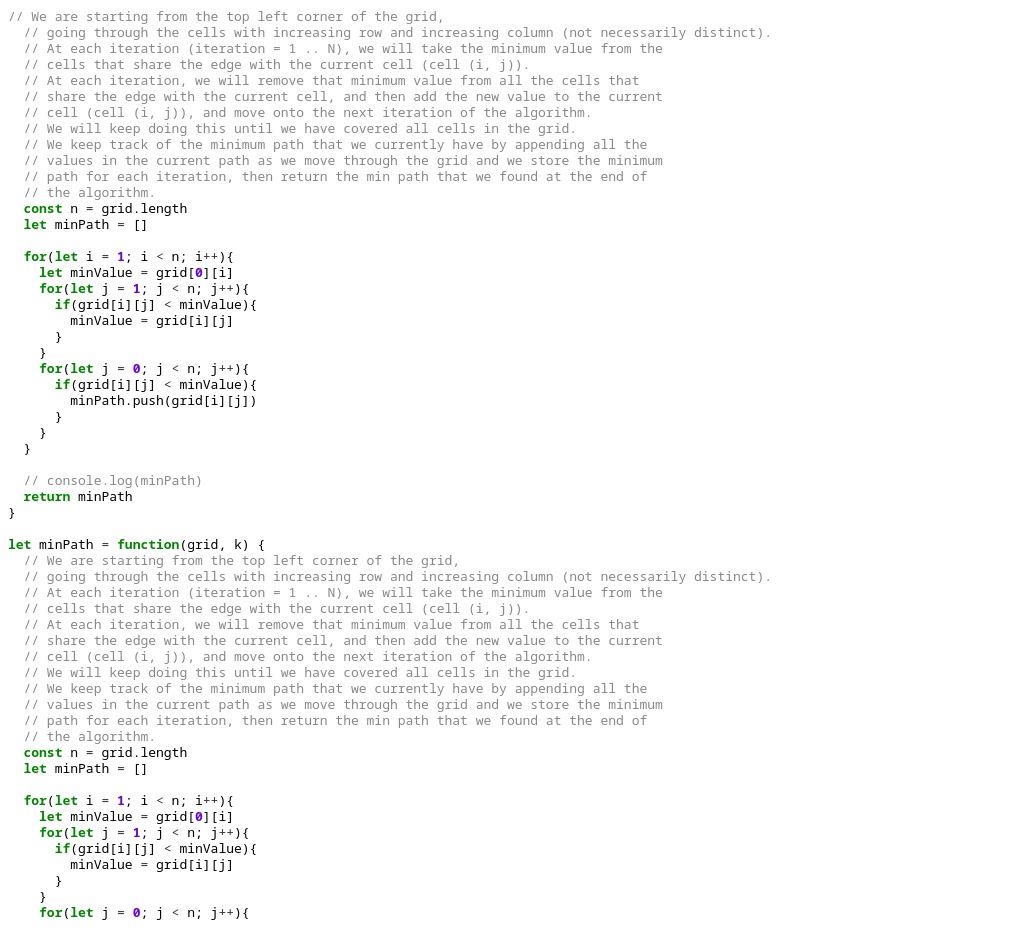 // We are starting from the top left corner of the grid,
  // going through the cells with increasing row and increasing column (not necessarily distinct).
  // At each iteration (iteration = 1 .. N), we will take the minimum value from the
  // cells that share the edge with the current cell (cell (i, j)).
  // At each iteration, we will remove that minimum value from all the cells that
  // share the edge with the current cell, and then add the new value to the current
  // cell (cell (i, j)), and move onto the next iteration of the algorithm.
  // We will keep doing this until we have covered all cells in the grid.
  // We keep track of the minimum path that we currently have by appending all the
  // values in the current path as we move through the grid and we store the minimum
  // path for each iteration, then return the min path that we found at the end of
  // the algorithm.
  const n = grid.length
  let minPath = []

  for(let i = 1; i < n; i++){
    let minValue = grid[0][i]
    for(let j = 1; j < n; j++){
      if(grid[i][j] < minValue){
        minValue = grid[i][j]
      }
    }
    for(let j = 0; j < n; j++){
      if(grid[i][j] < minValue){
        minPath.push(grid[i][j])
      }
    }
  }

  // console.log(minPath)
  return minPath
}

let minPath = function(grid, k) {
  // We are starting from the top left corner of the grid,
  // going through the cells with increasing row and increasing column (not necessarily distinct).
  // At each iteration (iteration = 1 .. N), we will take the minimum value from the
  // cells that share the edge with the current cell (cell (i, j)).
  // At each iteration, we will remove that minimum value from all the cells that
  // share the edge with the current cell, and then add the new value to the current
  // cell (cell (i, j)), and move onto the next iteration of the algorithm.
  // We will keep doing this until we have covered all cells in the grid.
  // We keep track of the minimum path that we currently have by appending all the
  // values in the current path as we move through the grid and we store the minimum
  // path for each iteration, then return the min path that we found at the end of
  // the algorithm.
  const n = grid.length
  let minPath = []

  for(let i = 1; i < n; i++){
    let minValue = grid[0][i]
    for(let j = 1; j < n; j++){
      if(grid[i][j] < minValue){
        minValue = grid[i][j]
      }
    }
    for(let j = 0; j < n; j++){